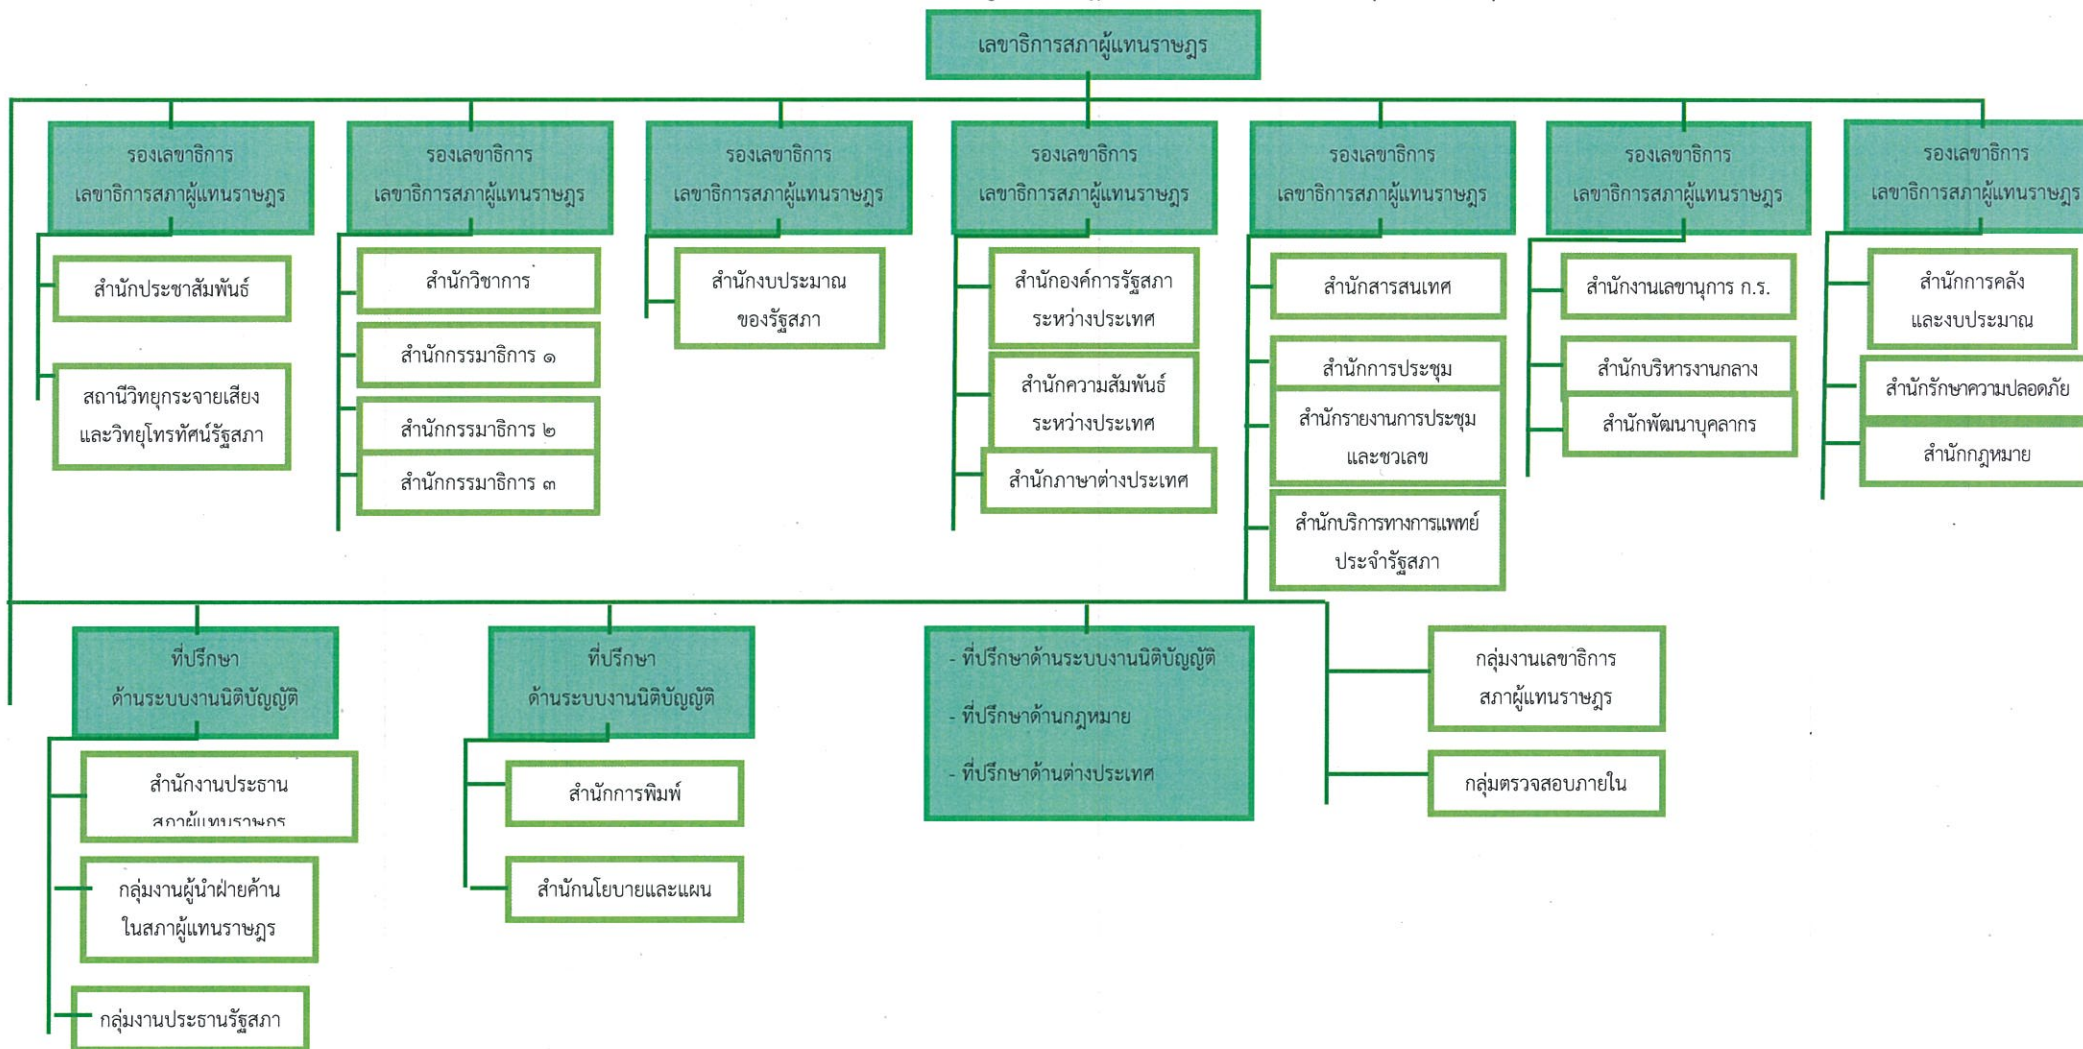 เลขาธิการสภาผู้แทนราษฎร
รองเลขาธิการ
เลขาธิการสภาผู้แทนราษฎร
สำนักประชาสัมพันธ์
สถานีวิทยุกระจายเสียง
และวิทยุโทรทัศน์รัฐสภา
รองเลขาธิการ
เลขาธิการสภาผู้แทนราษฎร
สำนักวิชาการ
สำนักกรรมาธิการ ๑
สำนักกรรมาธิการ ๒
สำนักกรรมาธิการ ๓
รองเลขาธิการ
เลขาธิการสภาผู้แทนราษฎร
สำนักงบประมาณ
ของรัฐสภา
รองเลขาธิการ
เลขาธิการสภาผู้แทนราษฎร
สำนักองค์การรัฐสภา
ระหว่างประเทศ
สำนักความสัมพันธ์
ระหว่างประเทศ
สำนักภาษาต่างประเทศ
รองเลขาธิการ
เลขาธิการสภาผู้แทนราษฎร
สำนักสารสนเทศ
สำนักการประชุม
สำนักรายงานการประชุม
และชวเลข
สำนักบริการทางการแพทย์
ประจำรัฐสภา
รองเลขาธิการ
เลขาธิการสภาผู้แทนราษฎร
สำนักงานเลขานุการ ก.ร.
สำนักบริหารงานกลาง
สำนักพัฒนาบุคลากร
รองเลขาธิการ
เลขาธิการสภาผู้แทนราษฎร
สำนักการคลัง
และงบประมาณ
สำนักรักษาความปลอดภัย
สำนักกฎหมาย
ที่ปรึกษา
ด้านระบบงานนิติบัญญัติ
สำนักงานประธาน
สภาผู้แทนราษฎร
กลุ่มงานผู้นำฝ่ายค้าน
ในสภาผู้แทนราษฎร
กลุ่มงานประธานรัฐสภา
ที่ปรึกษา
ด้านระบบงานนิติบัญญัติ
สำนักการพิมพ์
สำนักนโยบายและแผน
- ที่ปรึกษาด้านระบบงานนิติบัญญัติ
- ที่ปรึกษาด้านกฎหมาย
- ที่ปรึกษาด้านต่างประเทศ
กลุ่มงานเลขาธิการ
สภาผู้แทนราษฎร
กลุ่มตรวจสอบภายใน